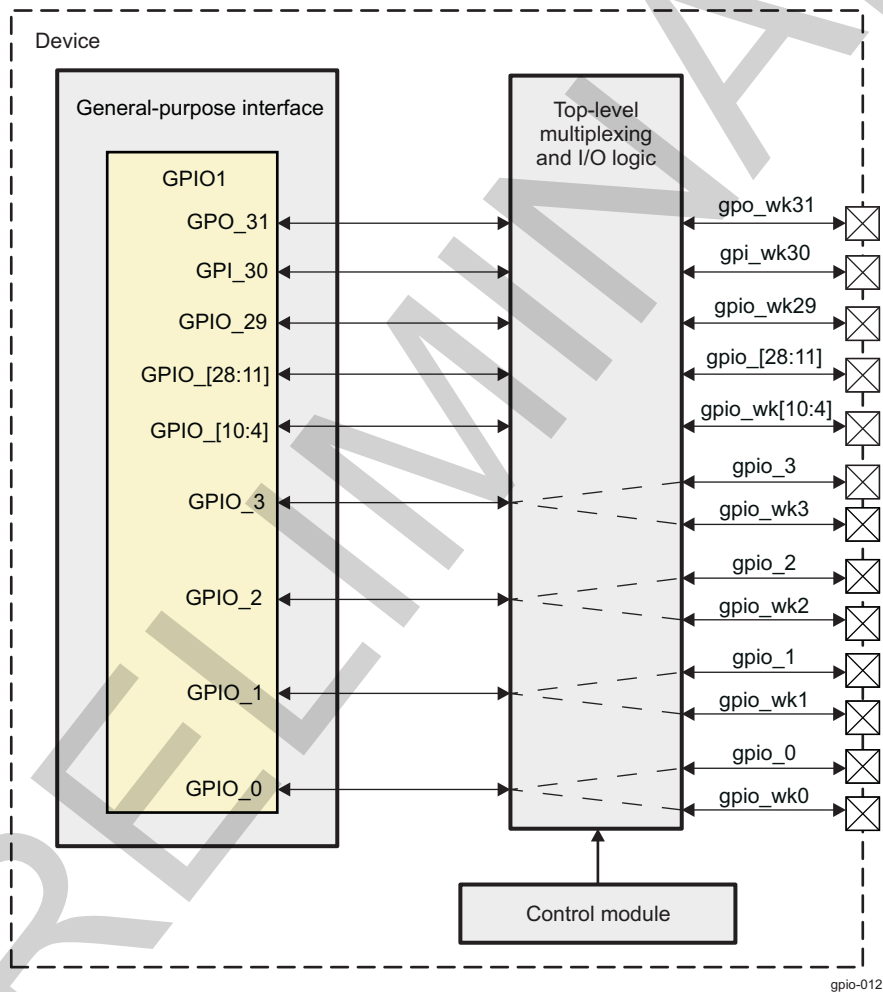 Device
General-purpose interface
GPIO1
GPO_31
GPI_30
GPIO_29
GPIO_[28:11]
GPIO_[10:4]
GPIO_3
GPIO_2
GPIO_1
GPIO_0
Top-level
multiplexing
and I/O logic
gpo_wk31
gpi_wk30
gpio_wk29
gpio_[28:11]
gpio_wk[10:4]
gpio_3
gpio_wk3
gpio_2
gpio_wk2
gpio_1
gpio_wk1
gpio_0
gpio_wk0
Control module
gpio-012
RELIMINA